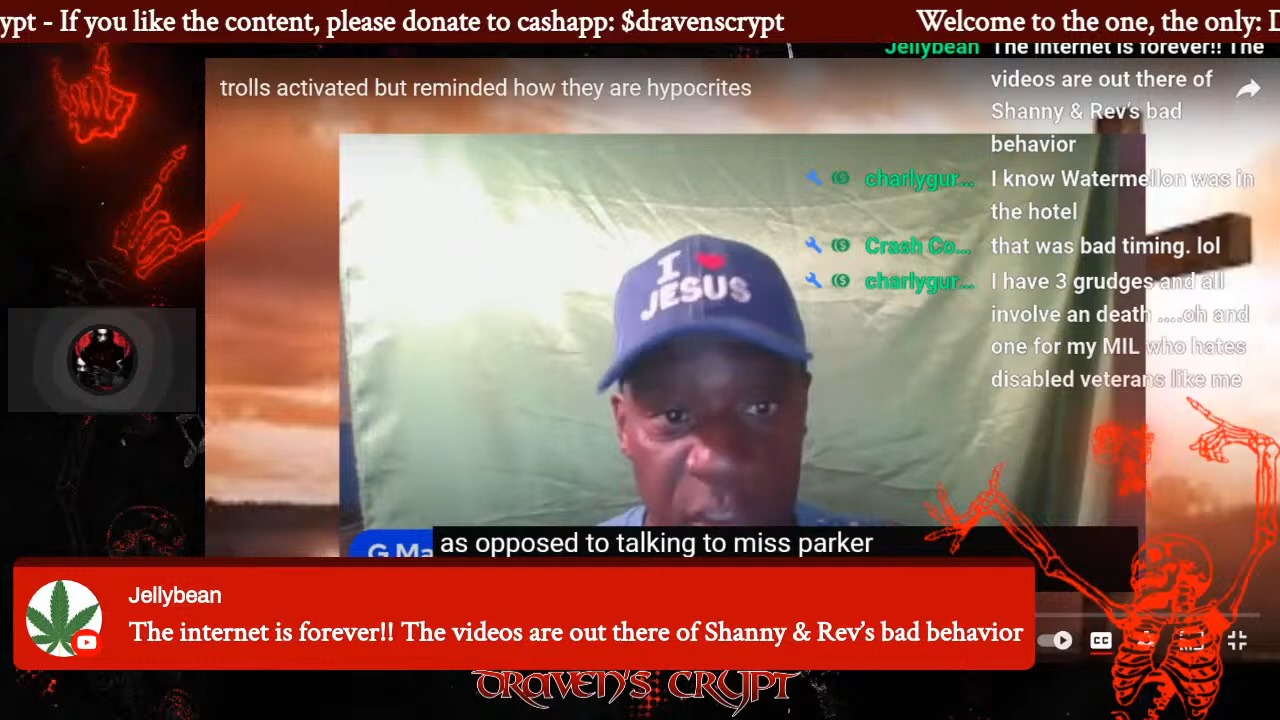 ypt - If you like the content, please donate to cashapp: $dravenscrypt
Welcome to the one, the only: D
trolls activated but reminded how they are hypocrites
Jellybean The internet is forever!! The
videos are out there of
Shanny & Rev's bad
behavior
charlygur... I know Watermellon was in
the hotel
Crash Co... that was bad timing. lol
charlygur... I have 3 grudges and all
involve an death ....oh and
one for my MIL who hates
disabled veterans like me
I
JESUS
G Ma
as opposed to talking to miss parker
Jellybean
The internet is forever!! The videos are out there of Shanny & Rev's bad behavior
CC
DRAVEN'S CRYPT